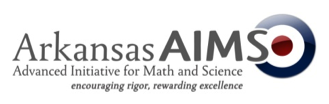 Arkansas AIMS
Advanced Initiative for Math and Science
encouraging rigor, rewarding excellence